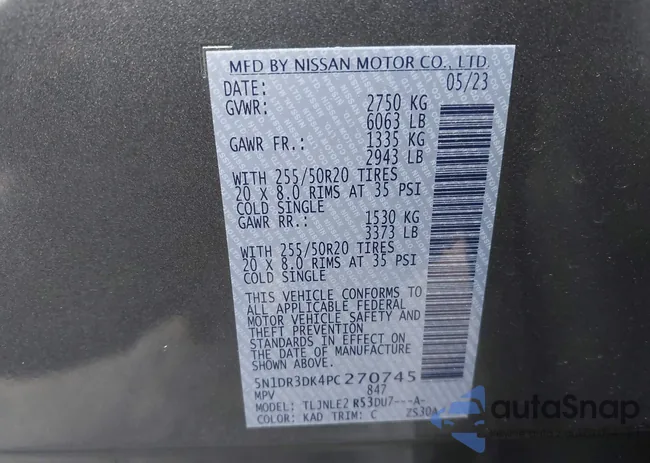 MFD BY NISSAN MOTOR CO., LTD.
DATE: 05/23
GVWR: 2750 KG
6063 LB
GAWR FR.: 1335 KG
2943 LB
WITH 255/50R20 TIRES
20 X 8.0 RIMS AT 35 PSI
COLD SINGLE
GAWR RR.: 1530 KG
3373 LB
WITH 255/50R20 TIRES
20 X 8.0 RIMS AT 35 PSI
COLD SINGLE
THIS VEHICLE CONFORMS TO
ALL APPLICABLE FEDERAL
MOTOR VEHICLE SAFETY AND
THEFT PREVENTION
STANDARDS IN EFFECT ON
THE DATE OF MANUFACTURE
SHOWN ABOVE.
5N1DR3DK4PC270745
MPV 847
MODEL: TLJNLE2 R53DU7---A-
COLOR: KAD TRIM: C ZS30A
autoSnap